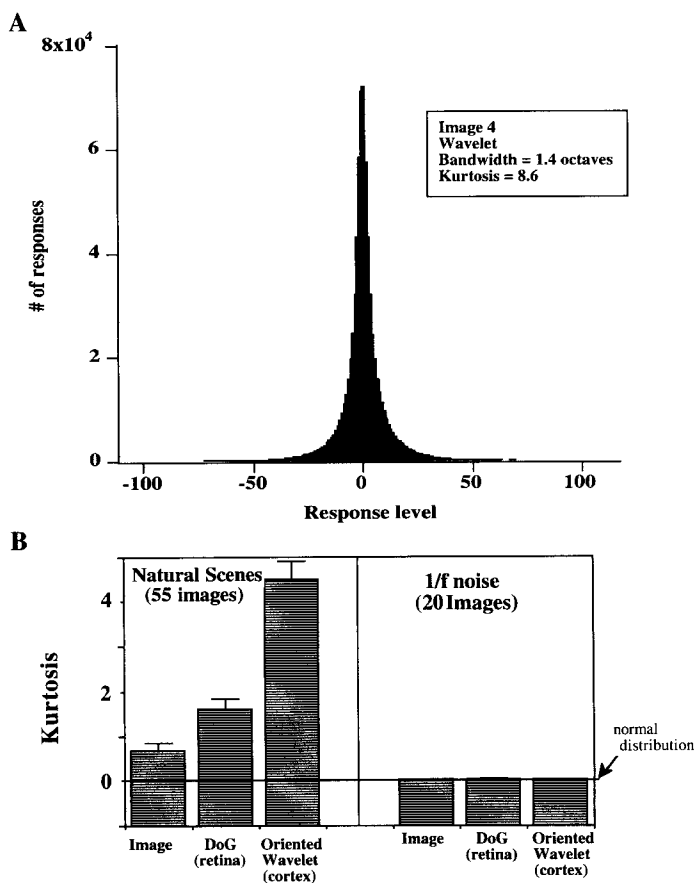 A
8x10⁴
6
4
2
0
# of responses
Image 4
Wavelet
Bandwidth = 1.4 octaves
Kurtosis = 8.6
-100
-50
0
50
100
Response level
B
Natural Scenes
(55 images)
1/f noise
(20 Images)
4
2
0
Kurtosis
normal
distribution
Image
DoG
(retina)
Oriented
Wavelet
(cortex)
Image
DoG
(retina)
Oriented
Wavelet
(cortex)